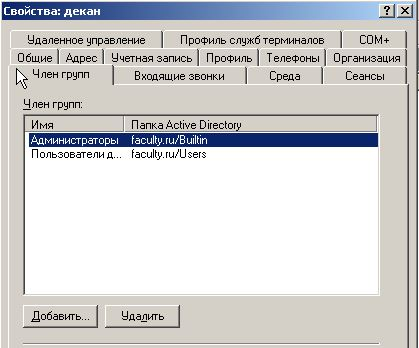 Свойства: декан
Удаленное управление Профиль служб терминалов COM+
Общие Адрес Учетная запись Профиль Телефоны Организация
Член групп Входящие звонки Среда Сеансы
Член групп:
Имя Папка Active Directory
Администраторы faculty.ru/Builtin
Пользователи д... faculty.ru/Users
Добавить... Удалить